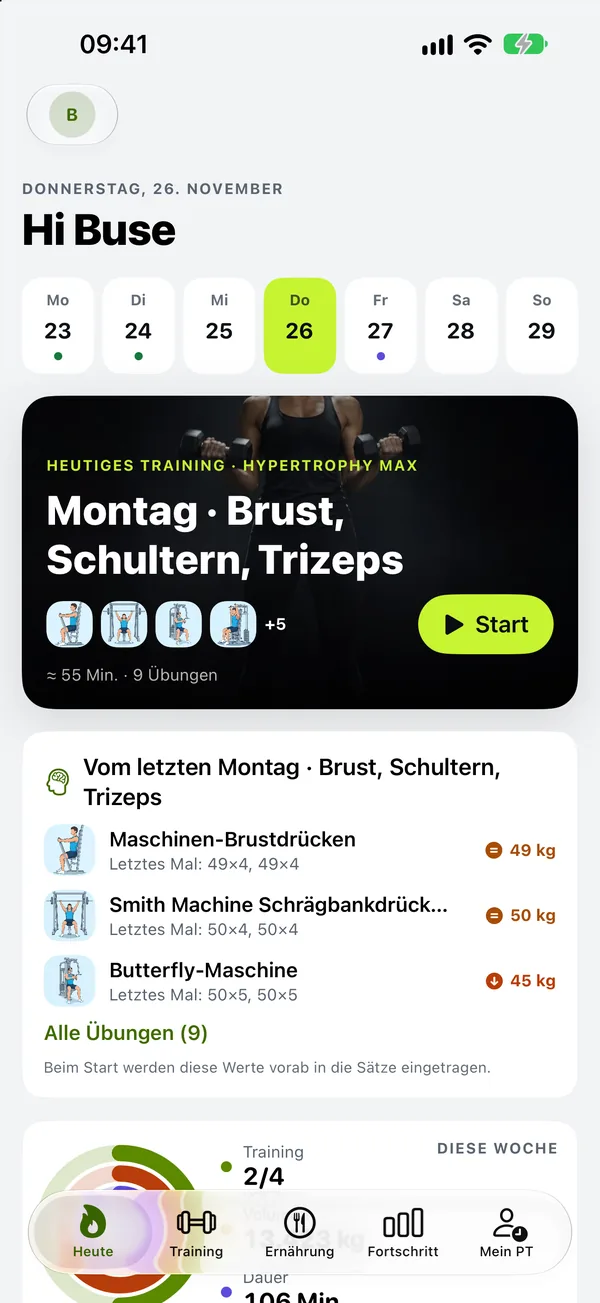 09:41
B
DONNERSTAG, 26. NOVEMBER
Hi Buse
Mo Di Mi Do Fr Sa So
23 24 25 26 27 28 29
HEUTIGES TRAINING · HYPERTROPHY MAX
Montag · Brust,
Schultern, Trizeps
+5
Start
≈ 55 Min. · 9 Übungen
Vom letzten Montag · Brust, Schultern,
Trizeps
Maschinen-Brustdrücken
Letztes Mal: 49×4, 49×4
49 kg
Smith Machine Schrägbankdrück...
Letztes Mal: 50×4, 50×4
50 kg
Butterfly-Maschine
Letztes Mal: 50×5, 50×5
45 kg
Alle Übungen (9)
Beim Start werden diese Werte vorab in die Sätze eingetragen.
DIESE WOCHE
Training
2/4
kg
Dauer
106 Min
Heute
Training
Ernährung
Fortschritt
Mein PT